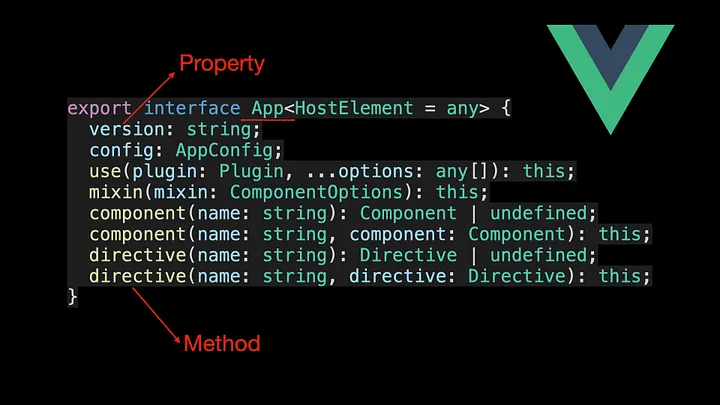 Property
export interface App<HostElement = any> {
  version: string;
  config: AppConfig;
  use(plugin: Plugin, ...options: any[]): this;
  mixin(mixin: ComponentOptions): this;
  component(name: string): Component | undefined;
  component(name: string, component: Component): this;
  directive(name: string): Directive | undefined;
  directive(name: string, directive: Directive): this;
}
Method